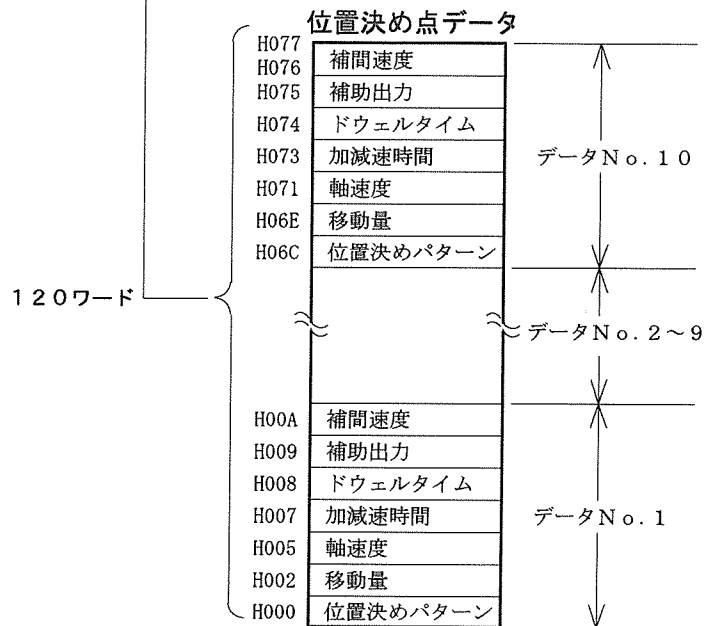 位置決め点データ
H077
H076 補間速度
H075 補助出力
H074 ドウェルタイム
H073 加減速時間
H071 軸速度
H06E 移動量
H06C 位置決めパターン
データNo.10
120ワード
データNo.2～9
H00A 補間速度
H009 補助出力
H008 ドウェルタイム
H007 加減速時間
H005 軸速度
H002 移動量
H000 位置決めパターン
データNo.1